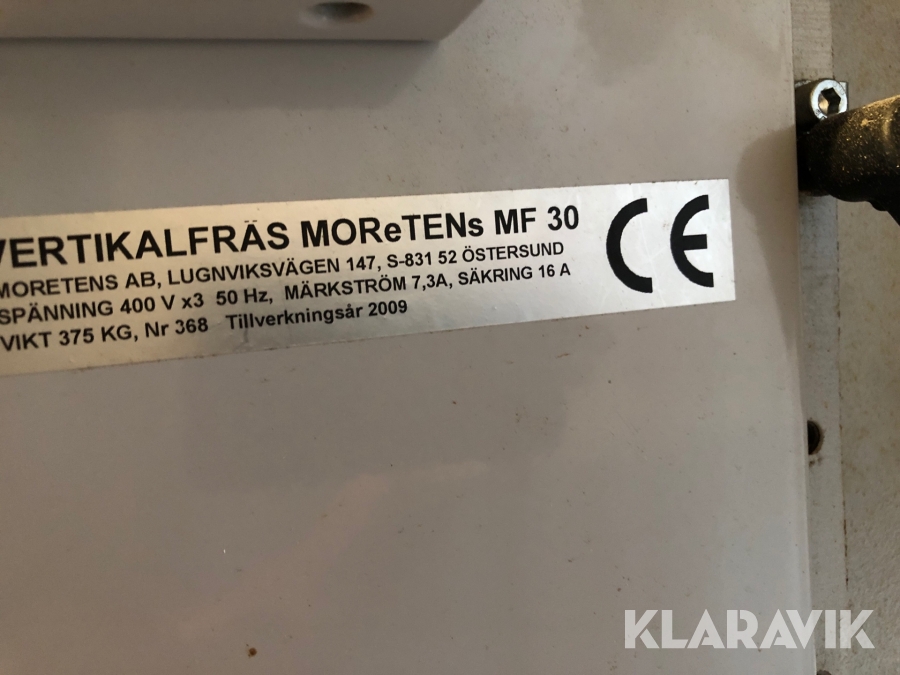 VERTIKALFRÄS MOReTENs MF 30
MORETENS AB, LUGNVIKSVÄGEN 147, S-831 52 ÖSTERSUND
SPÄNNING 400 V x3 50 Hz, MÄRKSTRÖM 7,3A, SÄKRING 16 A
VIKT 375 KG, Nr 368 Tillverkningsår 2009
CE
KLARAVIK